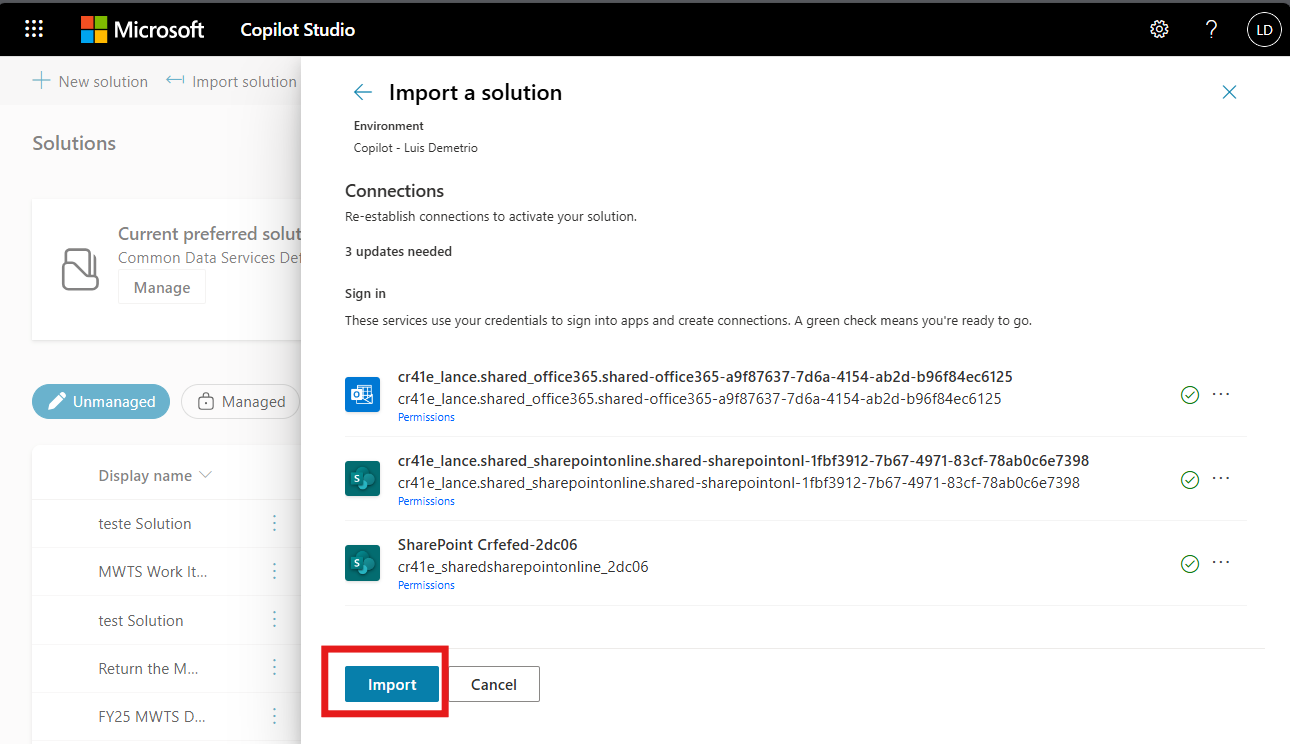 Microsoft
Copilot Studio
?
LD
New solution
Import solution
Solutions
Current preferred solut
Common Data Services Def
Manage
Unmanaged
Managed
Display name
teste Solution
MWTS Work It...
test Solution
Return the M...
FY25 MWTS D...
Import a solution
Environment
Copilot - Luis Demetrio
Connections
Re-establish connections to activate your solution.
3 updates needed
Sign in
These services use your credentials to sign into apps and create connections. A green check means you're ready to go.
cr41e_lance.shared_office365.shared-office365-a9f87637-7d6a-4154-ab2d-b96f84ec6125
cr41e_lance.shared_office365.shared-office365-a9f87637-7d6a-4154-ab2d-b96f84ec6125
Permissions
cr41e_lance.shared_sharepointonline.shared-sharepointonl-1fbf3912-7b67-4971-83cf-78ab0c6e7398
cr41e_lance.shared_sharepointonline.shared-sharepointonl-1fbf3912-7b67-4971-83cf-78ab0c6e7398
Permissions
SharePoint Crfefed-2dc06
cr41e_sharedsharepointonline_2dc06
Permissions
Import
Cancel